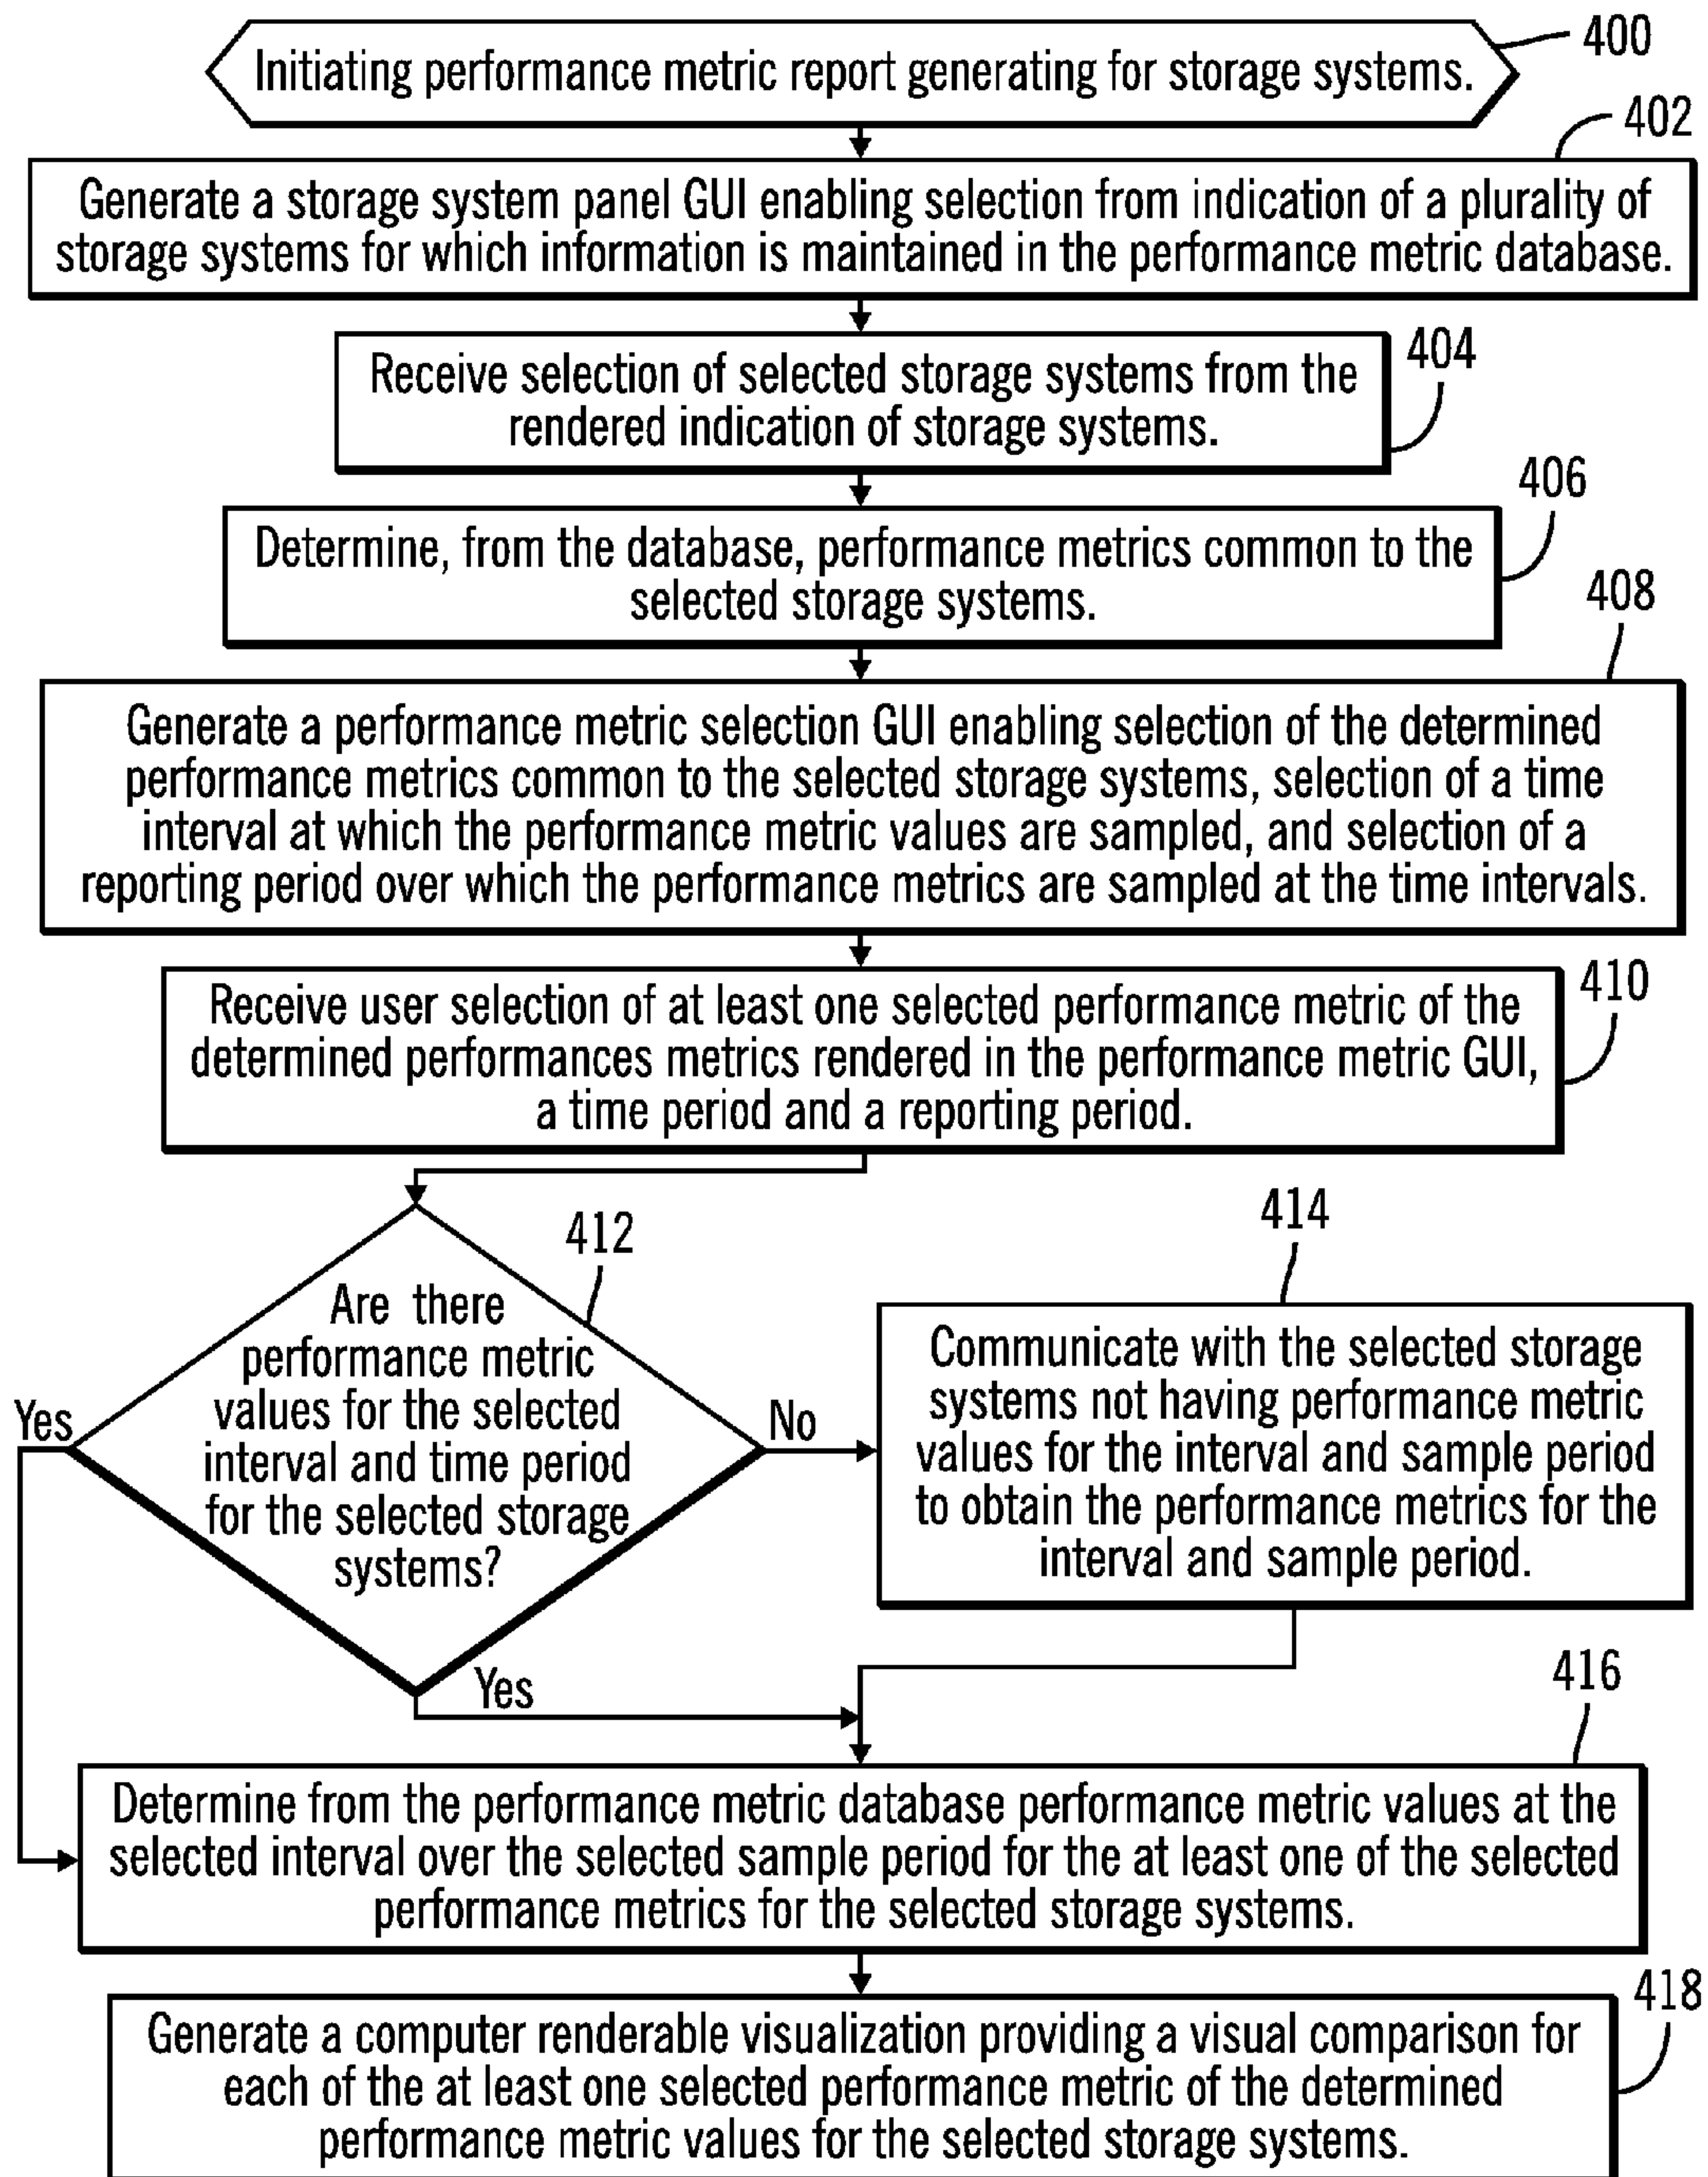 400
Initiating performance metric report generating for storage systems.
402
Generate a storage system panel GUI enabling selection from indication of a plurality of
storage systems for which information is maintained in the performance metric database.
404
Receive selection of selected storage systems from the
rendered indication of storage systems.
406
Determine, from the database, performance metrics common to the
selected storage systems.
408
Generate a performance metric selection GUI enabling selection of the determined
performance metrics common to the selected storage systems, selection of a time
interval at which the performance metric values are sampled, and selection of a
reporting period over which the performance metrics are sampled at the time intervals.
410
Receive user selection of at least one selected performance metric of the
determined performances metrics rendered in the performance metric GUI,
a time period and a reporting period.
412
Are there
performance metric
values for the selected
interval and time period
for the selected storage
systems?
Yes
No
Yes
414
Communicate with the selected storage
systems not having performance metric
values for the interval and sample period
to obtain the performance metrics for the
interval and sample period.
416
Determine from the performance metric database performance metric values at the
selected interval over the selected sample period for the at least one of the selected
performance metrics for the selected storage systems.
418
Generate a computer renderable visualization providing a visual comparison for
each of the at least one selected performance metric of the determined
performance metric values for the selected storage systems.